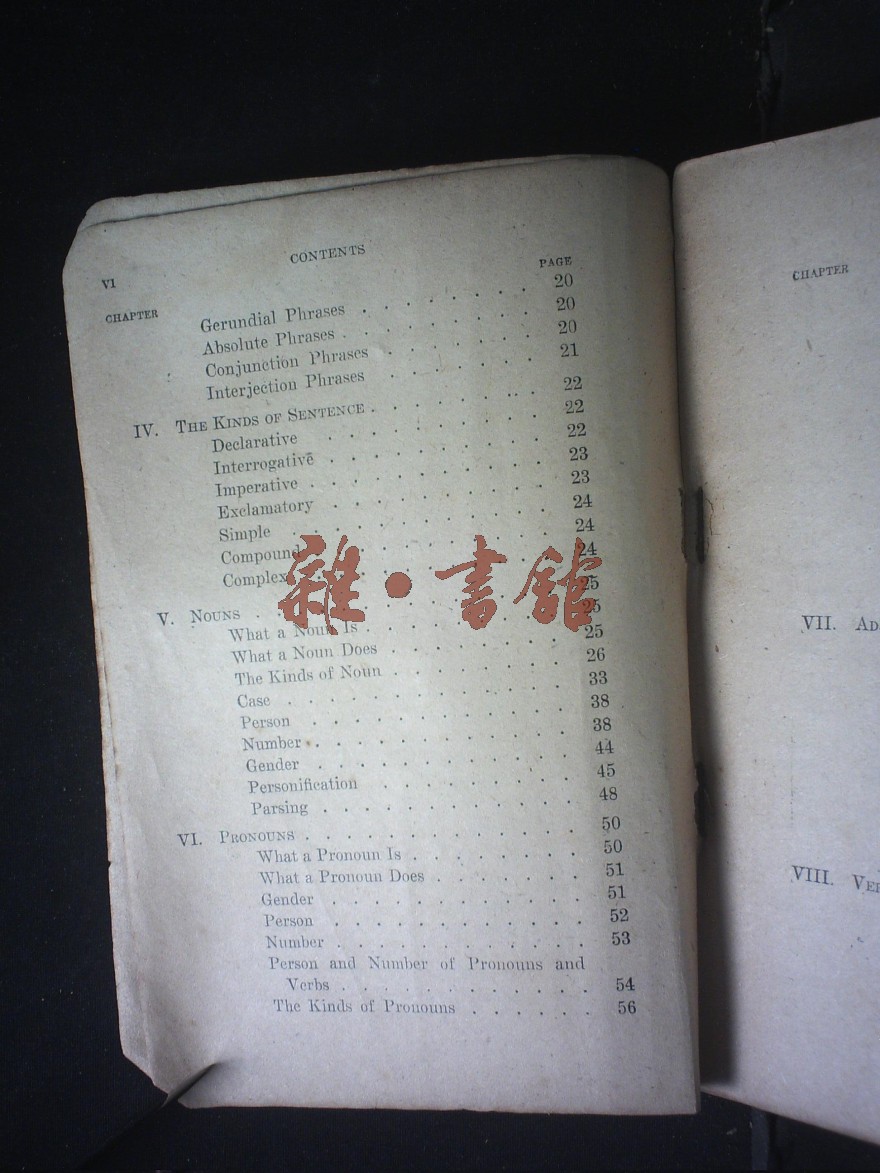 VI
CONTENTS
CHAPTER PAGE
Gerundial Phrases . . . . . . . . 20
Absolute Phrases . . . . . . . . . 20
Conjunction Phrases . . . . . . . 20
Interjection Phrases . . . . . . . 21
IV. THE KINDS OF SENTENCE . . . . . . . 22
Declarative . . . . . . . . . . 22
Interrogative . . . . . . . . . 22
Imperative . . . . . . . . . . 23
Exclamatory . . . . . . . . . 23
Simple . . . . . . . . . . . 24
Compound . . . . . . . . . . 24
Complex . . . . . . . . . . 24
V. NOUNS . . . . . . . . . . . . 25
What a Noun Is . . . . . . . . . 25
What a Noun Does . . . . . . . . 25
The Kinds of Noun . . . . . . . . 26
Case . . . . . . . . . . . . 33
Person . . . . . . . . . . . 38
Number . . . . . . . . . . . 38
Gender . . . . . . . . . . . 44
Personification . . . . . . . . . 45
Parsing . . . . . . . . . . . 48
VI. PRONOUNS . . . . . . . . . . . 50
What a Pronoun Is . . . . . . . . 50
What a Pronoun Does . . . . . . . 51
Gender . . . . . . . . . . . 51
Person . . . . . . . . . . . 52
Number . . . . . . . . . . . 53
Person and Number of Pronouns and
Verbs . . . . . . . . . . . 54
The Kinds of Pronouns . . . . . . 56
雜·書館
CHAPTER
VII.
VIII.